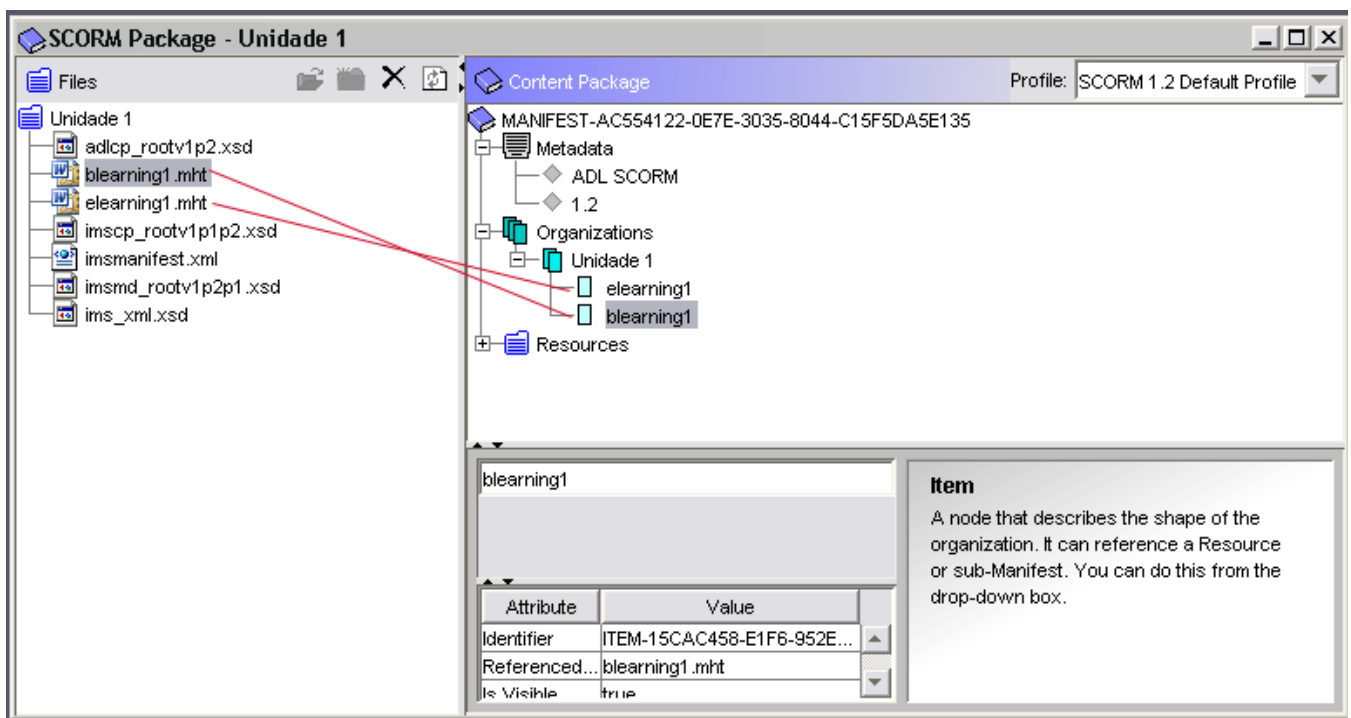 SCORM Package - Unidade 1
Files
Unidade 1
adlcp_rootv1p2.xsd
blearning1.mht
elearning1.mht
imscp_rootv1p1p2.xsd
imsmanifest.xml
imsmd_rootv1p2p1.xsd
ims_xml.xsd
Content Package
Profile: SCORM 1.2 Default Profile
MANIFEST-AC554122-0E7E-3035-8044-C15F5DA5E135
Metadata
ADL SCORM
1.2
Organizations
Unidade 1
elearning1
blearning1
Resources
blearning1
Attribute Value
Identifier ITEM-15CAC458-E1F6-952E...
Referenced... blearning1.mht
Is Visible true
Item
A node that describes the shape of the
organization. It can reference a Resource
or sub-Manifest. You can do this from the
drop-down box.